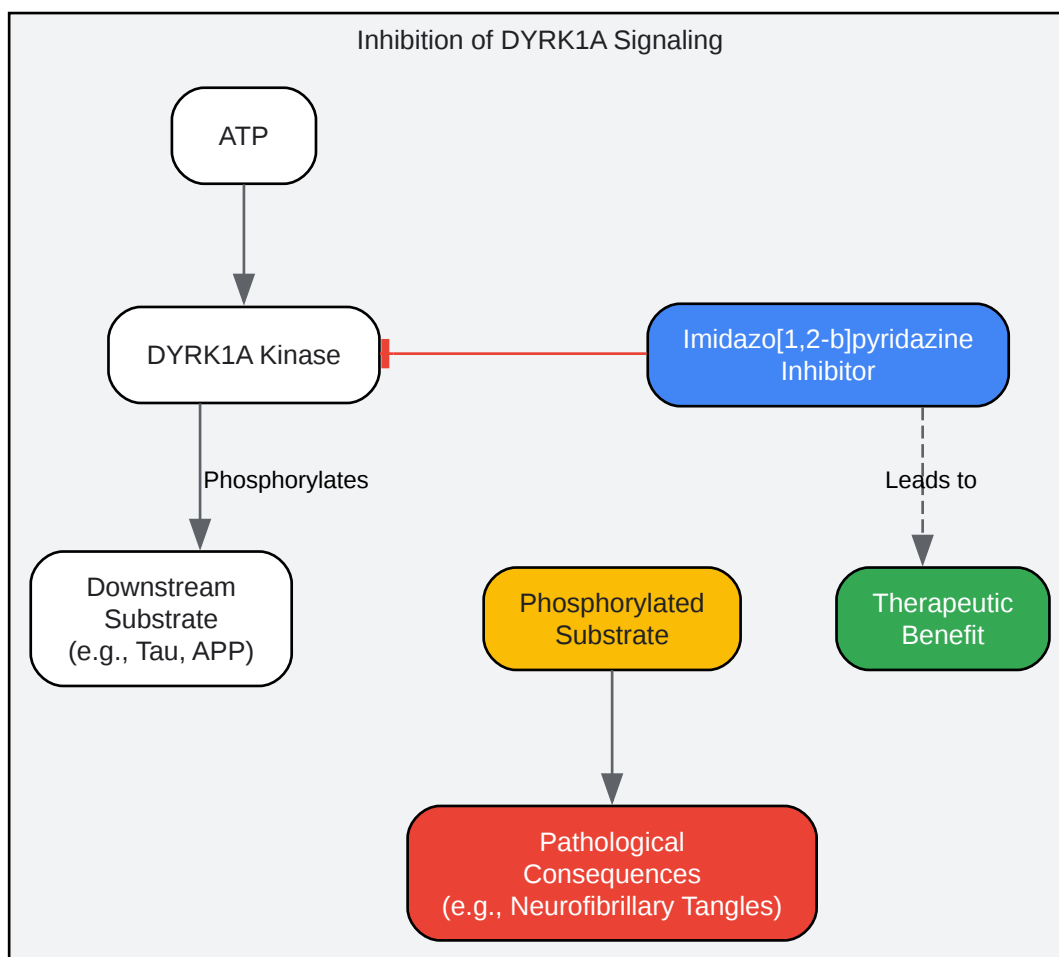 Inhibition of DYRK1A Signaling
ATP
DYRK1A Kinase
Imidazo[1,2-b]pyridazine
Inhibitor
Phosphorylates
Leads to
Downstream
Substrate
(e.g., Tau, APP)
Phosphorylated
Substrate
Therapeutic
Benefit
Pathological
Consequences
(e.g., Neurofibrillary Tangles)